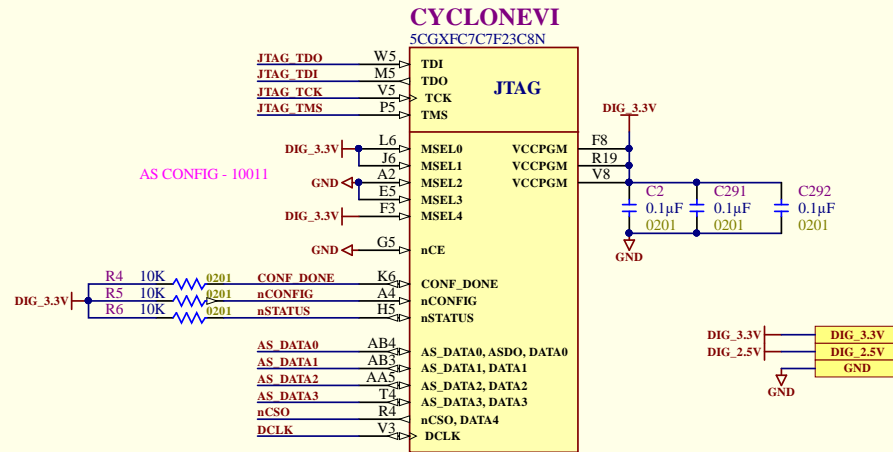 CYCLONEVI
5CGXFC7C7F23C8N
JTAG_TDO W5 TDI
JTAG_TDI M5 TDO
JTAG_TCK V5 TCK
JTAG_TMS P5 TMS
JTAG
DIG_3.3V
DIG_3.3V L6 MSEL0 VCCPGM F8
J6 MSEL1 VCCPGM R19
AS CONFIG - 10011
GND A2 MSEL2 VCCPGM V8
E5 MSEL3
DIG_3.3V F3 MSEL4
C2 C291 C292
0.1µF 0.1µF 0.1µF
0201 0201 0201
GND
GND G5 nCE
R4 10K 0201 CONF_DONE K6 CONF_DONE
DIG_3.3V R5 10K 0201 nCONFIG A4 nCONFIG
R6 10K 0201 nSTATUS H5 nSTATUS
AS_DATA0 AB4 AS_DATA0, ASDO, DATA0
AS_DATA1 AB3 AS_DATA1, DATA1
AS_DATA2 AA5 AS_DATA2, DATA2
AS_DATA3 T4 AS_DATA3, DATA3
nCSO R4 nCSO, DATA4
DCLK V3 DCLK
DIG_3.3V DIG_3.3V
DIG_2.5V DIG_2.5V
GND
GND